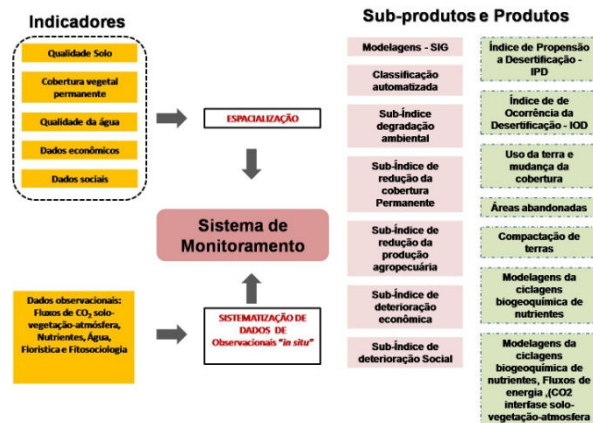 Indicadores
Qualidade Solo
Cobertura vegetal
permanente
Qualidade da água
Dados econômicos
Dados sociais
ESPACIALIZAÇÃO
Sistema de
Monitoramento
Dados observacionais:
Fluxos de CO2 solo-
vegetação-atmósfera,
Nutrientes, Água,
Florística e Fitosociologia
SISTEMATIZAÇÃO DE
DADOS DE
Observacionais "in situ"
Sub-produtos e Produtos
Modelagens - SIG
Classificação
automatizada
Sub-Índice
degradação
ambiental
Sub-Índice de
redução da
cobertura
Permanente
Sub-Índice de
redução da
produção
agropecuária
Sub-Índice de
deterioração
econômica
Sub-Índice de
deterioração Social
Índice de Propensão
a Desertificação -
IPD
Índice de de
Ocorrência da
Desertificação - IOD
Uso da terra e
mudança da
cobertura
Áreas abandonadas
Compactação de
terras
Modelagens da
ciclagens
biogeoquímica de
nutrientes
Modelagens da
ciclagens
biogeoquímica de
nutrientes, Fluxos de
energia ,(CO2
interfase solo-
vegetação-atmosfera